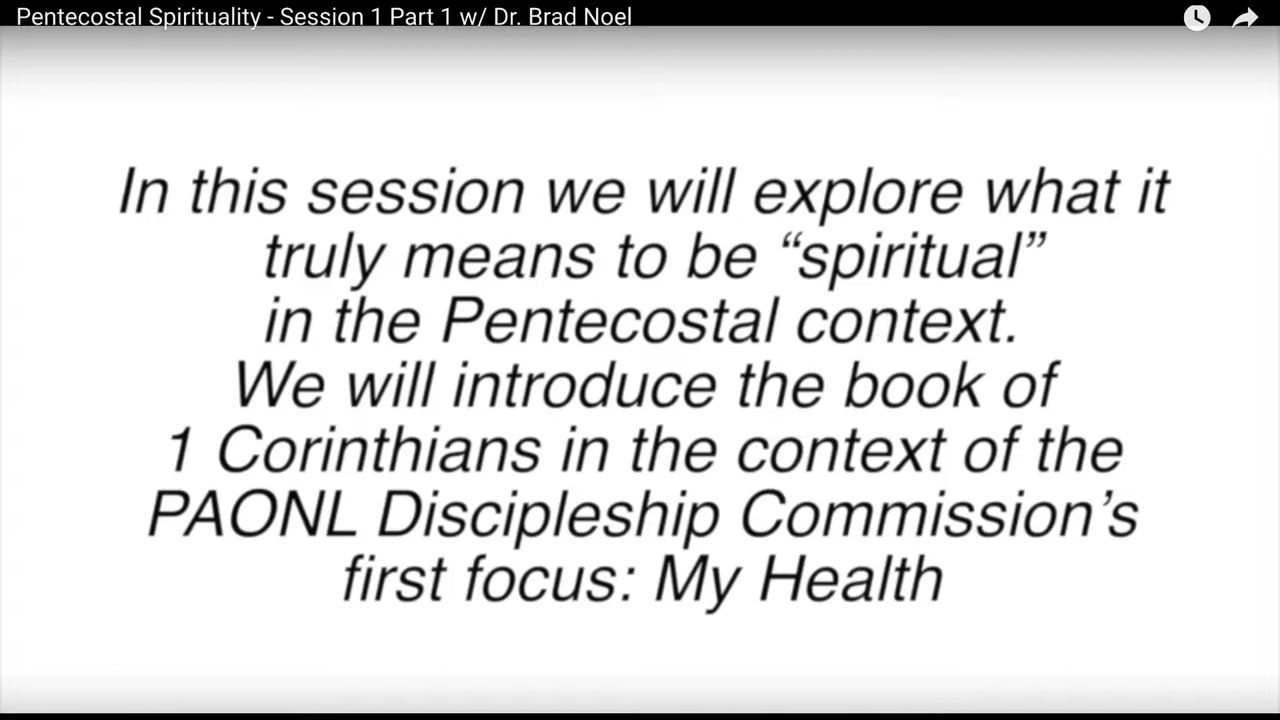 Pentecostal Spirituality - Session 1 Part 1 w/ Dr. Brad Noel
In this session we will explore what it
truly means to be “spiritual”
in the Pentecostal context.
We will introduce the book of
1 Corinthians in the context of the
PAONL Discipleship Commission’s
first focus: My Health